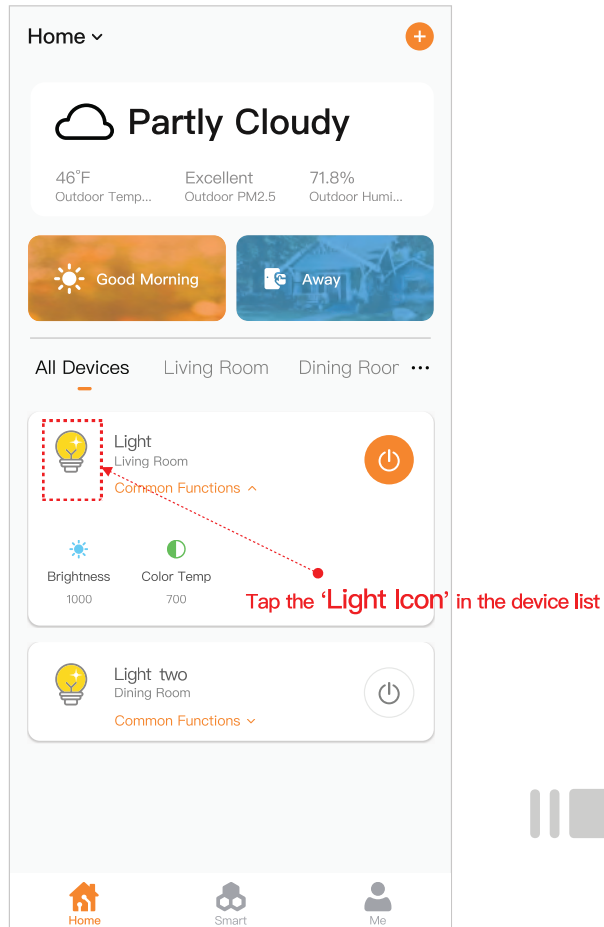 Home
Partly Cloudy
46°F Excellent 71.8%
Outdoor Temp... Outdoor PM2.5 Outdoor Humi...
Good Morning Away
All Devices Living Room Dining Roor ...
Light
Living Room
Common Functions
Brightness Color Temp
1000 700
Tap the ‘Light Icon’ in the device list
Light two
Dining Room
Common Functions
Home Smart Me